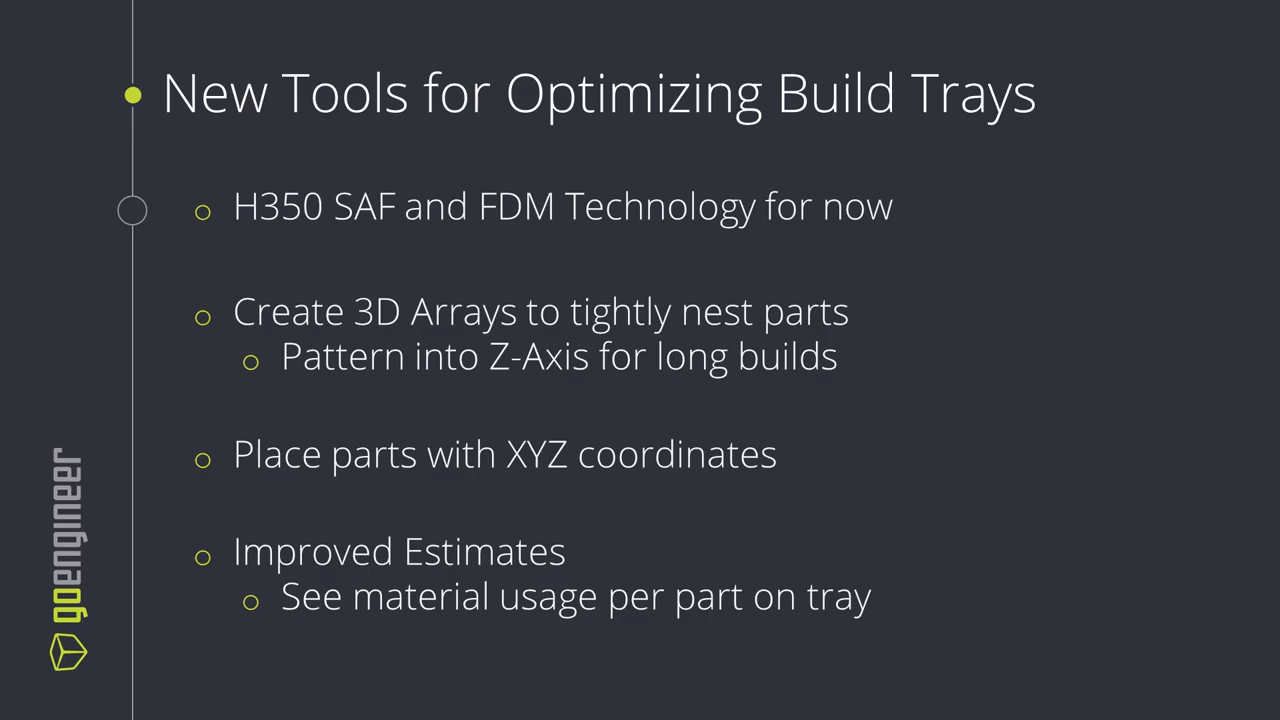 New Tools for Optimizing Build Trays
H350 SAF and FDM Technology for now
Create 3D Arrays to tightly nest parts
Pattern into Z-Axis for long builds
Place parts with XYZ coordinates
Improved Estimates
See material usage per part on tray
goengineer